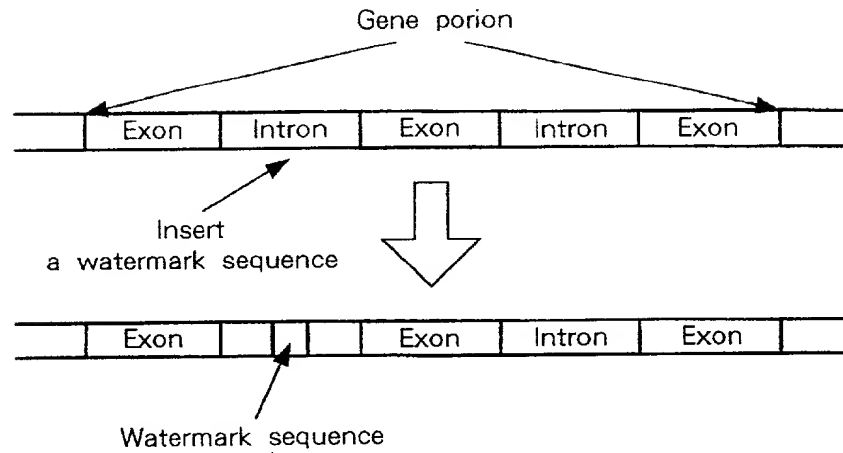 Gene porion
Exon Intron Exon Intron Exon
Insert
a watermark sequence
Exon Exon Intron Exon
Watermark sequence